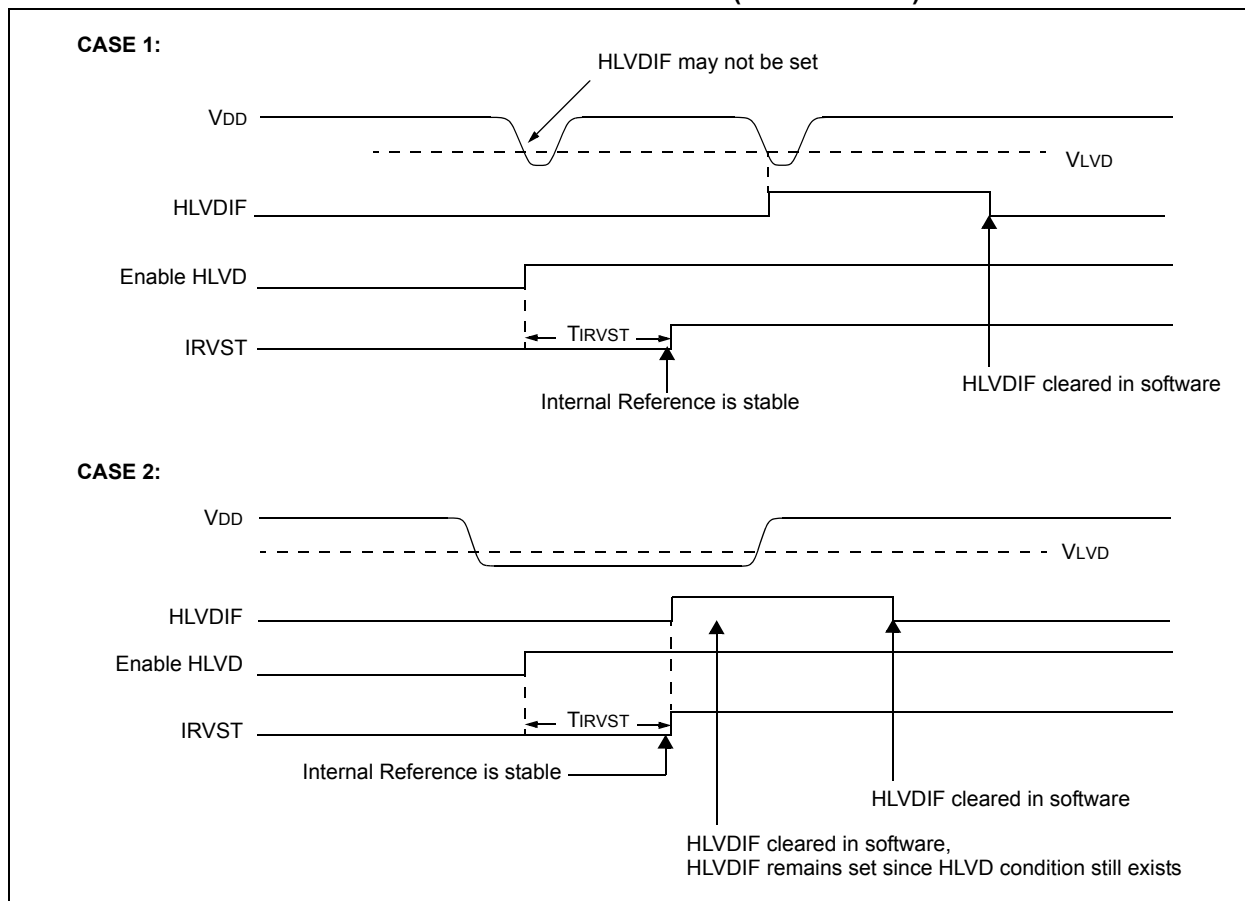 CASE 1:
HLVDIF may not be set
VDD
VLVD
HLVDIF
Enable HLVD
TIRVST
IRVST
HLVDIF cleared in software
Internal Reference is stable
CASE 2:
VDD
VLVD
HLVDIF
Enable HLVD
TIRVST
IRVST
Internal Reference is stable
HLVDIF cleared in software
HLVDIF cleared in software,
HLVDIF remains set since HLVD condition still exists